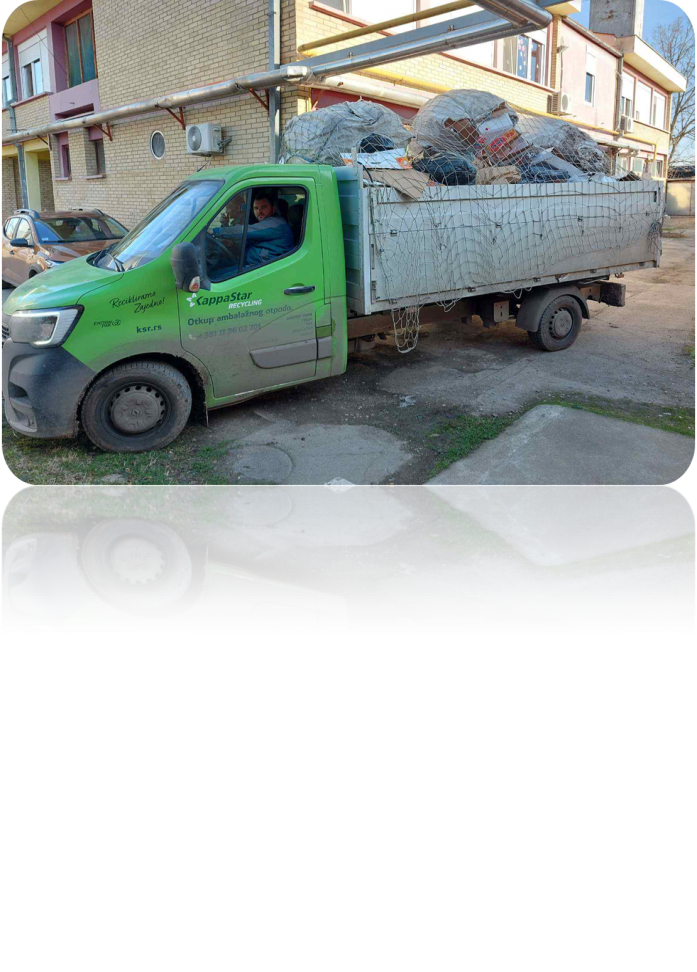 Recikliramo
Zajedno!
ksr.rs
KappaStar
RECYCLING
Otkup ambalažnog otpada